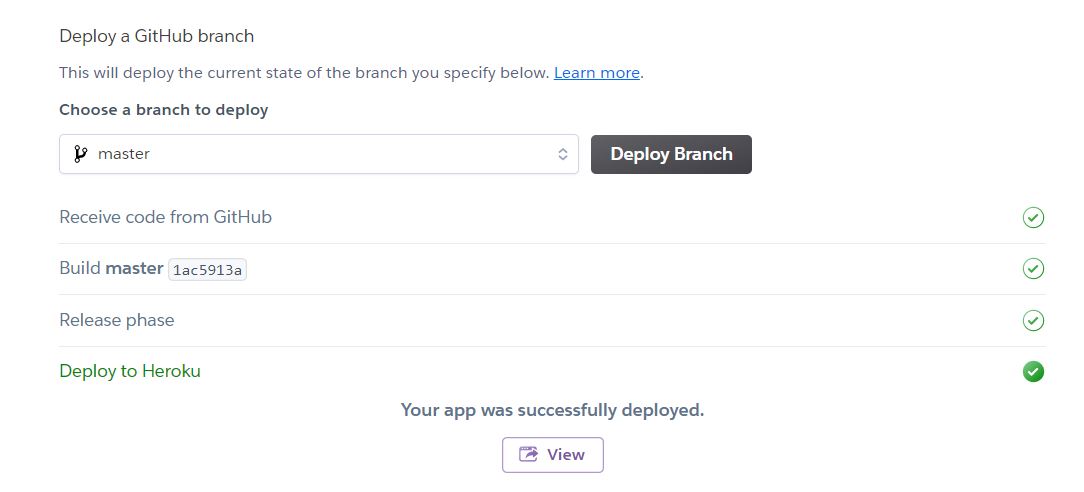 Deploy a GitHub branch
This will deploy the current state of the branch you specify below. Learn more.
Choose a branch to deploy
master
Deploy Branch
Receive code from GitHub
Build master 1ac5913a
Release phase
Deploy to Heroku
Your app was successfully deployed.
View